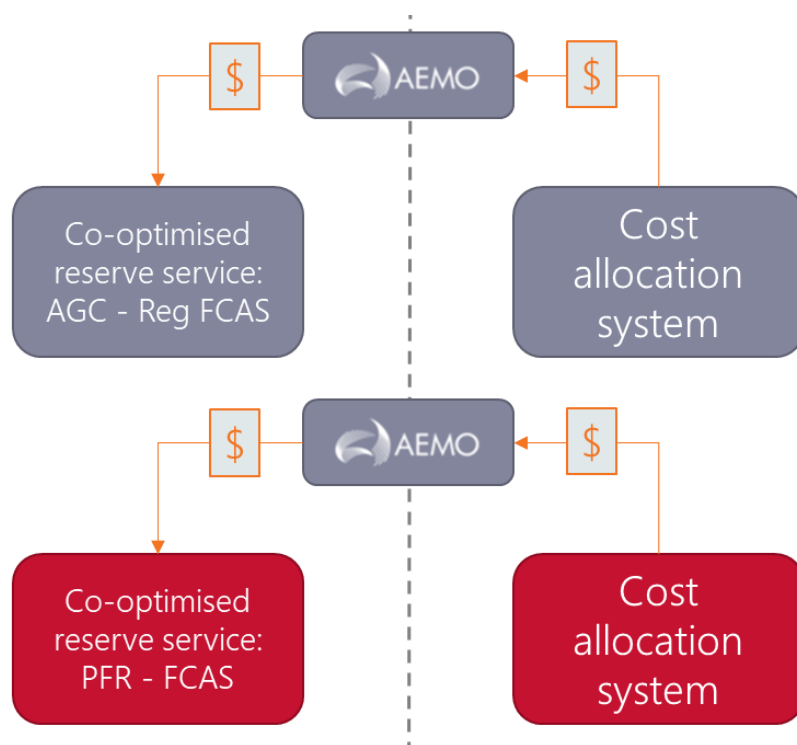 $
AEMO
$
Co-optimised
reserve service:
AGC - Reg FCAS
Cost
allocation
system
$
AEMO
$
Co-optimised
reserve service:
PFR - FCAS
Cost
allocation
system